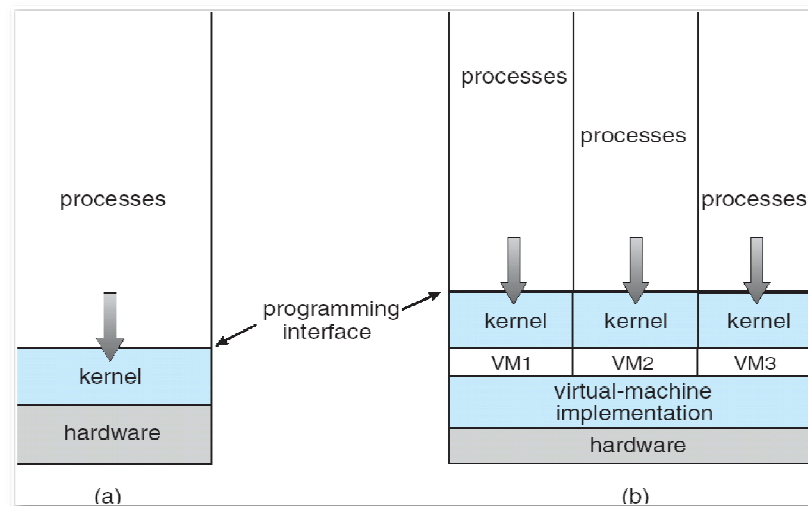 processes
kernel
hardware
(a)
programming
interface
processes
processes
processes
kernel
kernel
kernel
VM1
VM2
VM3
virtual-machine
implementation
hardware
(b)